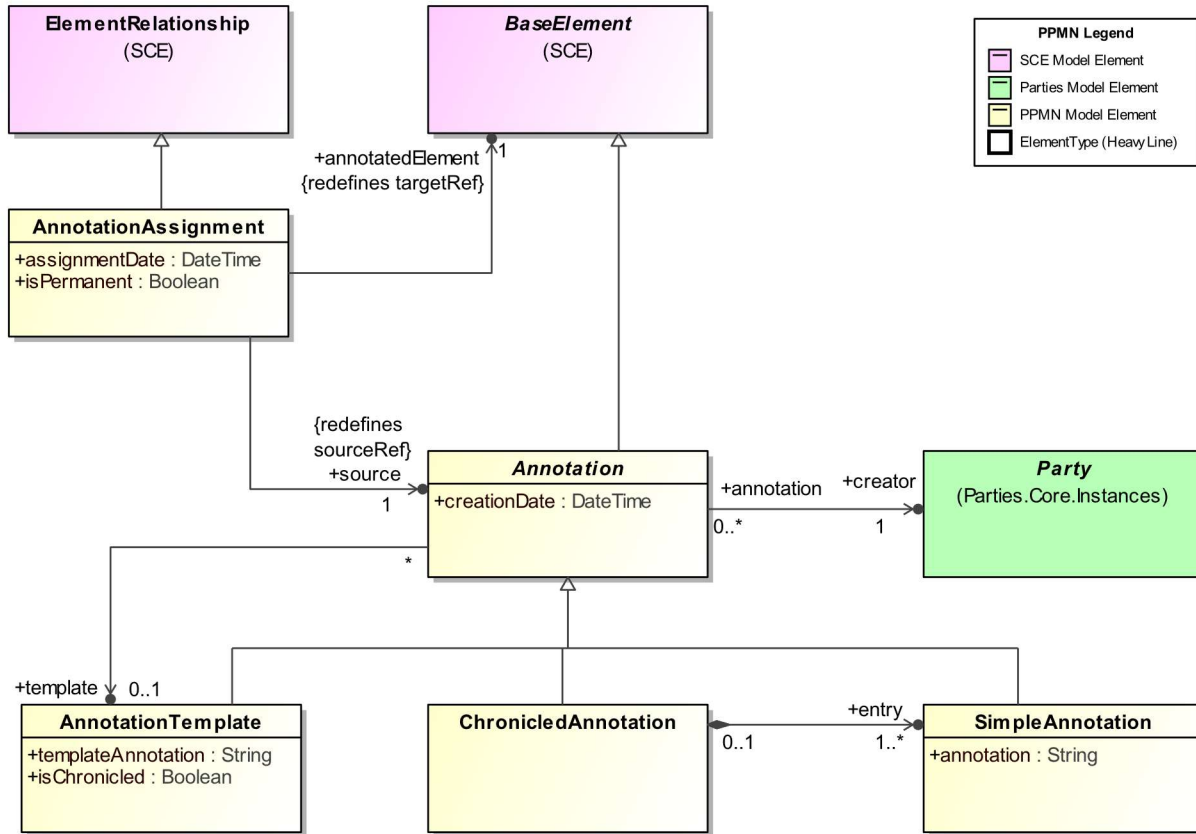 ElementRelationship
(SCE)
BaseElement
(SCE)
PPMN Legend
SCE Model Element
Parties Model Element
PPMN Model Element
ElementType (Heavy Line)
+annotatedElement
{redefines targetRef}
1
AnnotationAssignment
+assignmentDate : DateTime
+isPermanent : Boolean
{redefines
sourceRef}
+source
1
Annotation
+creationDate : DateTime
+annotation
0..*
+creator
1
Party
(Parties.Core.Instances)
*
+template
0..1
AnnotationTemplate
+templateAnnotation : String
+isChronicled : Boolean
ChronicledAnnotation
0..1
+entry
1..*
SimpleAnnotation
+annotation : String